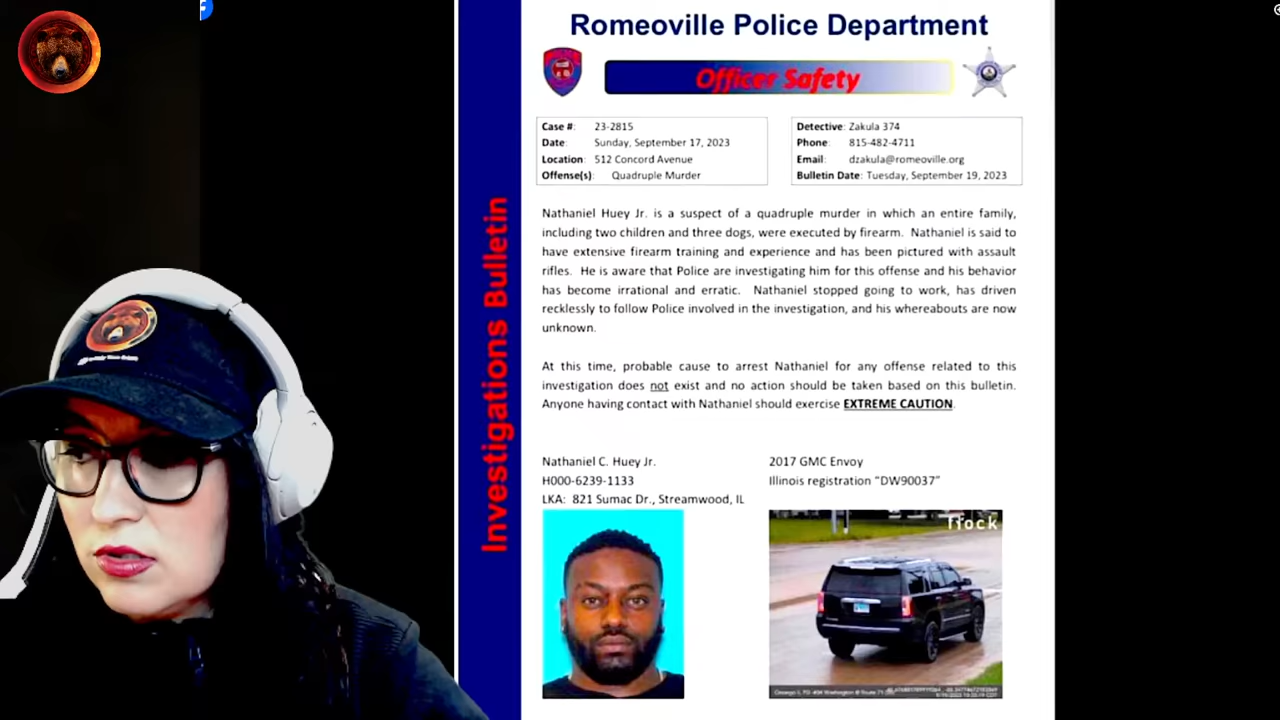 Romeoville Police Department
Officer Safety
Case #: 23-2815
Date: Sunday, September 17, 2023
Location: 512 Concord Avenue
Offense(s): Quadruple Murder
Detective: Zakula 374
Phone: 815-482-4711
Email: dzakula@romeoville.org
Bulletin Date: Tuesday, September 19, 2023
Investigations Bulletin
Nathaniel Huey Jr. is a suspect of a quadruple murder in which an entire family,
including two children and three dogs, were executed by firearm. Nathaniel is said to
have extensive firearm training and experience and has been pictured with assault
rifles. He is aware that Police are investigating him for this offense and his behavior
has become irrational and erratic. Nathaniel stopped going to work, has driven
recklessly to follow Police involved in the investigation, and his whereabouts are now
unknown.
At this time, probable cause to arrest Nathaniel for any offense related to this
investigation does not exist and no action should be taken based on this bulletin.
Anyone having contact with Nathaniel should exercise EXTREME CAUTION.
Nathaniel C. Huey Jr.
H000-6239-1133
LKA: 821 Sumac Dr., Streamwood, IL
2017 GMC Envoy
Illinois registration "DW90037"